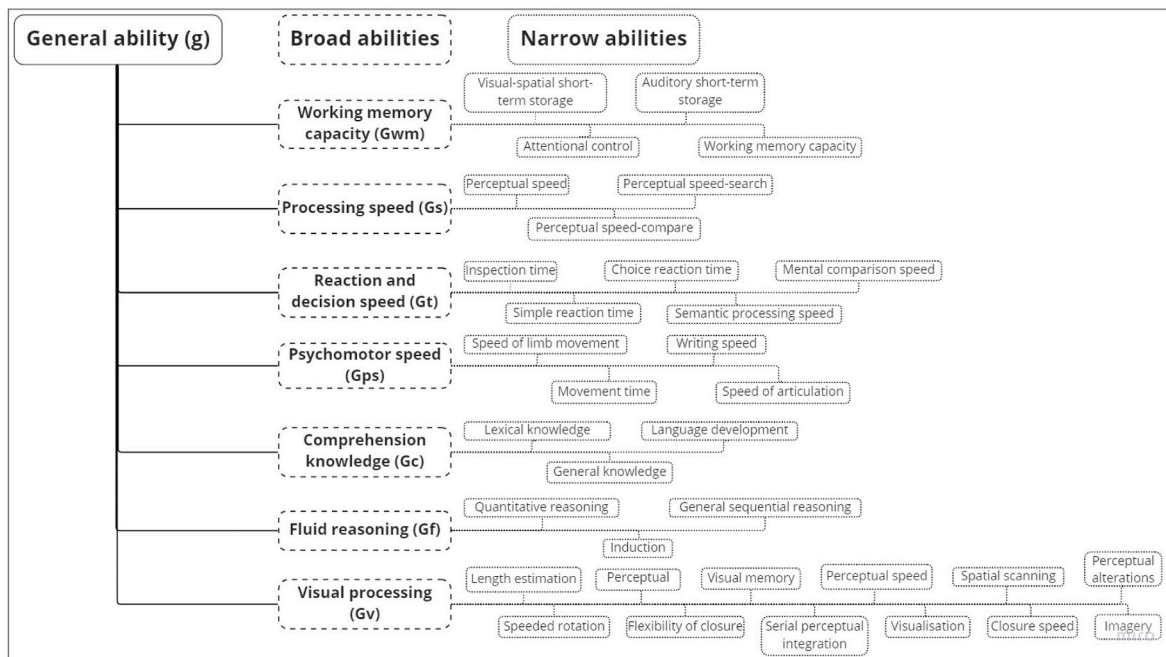 General ability (g)
Broad abilities
Narrow abilities
Working memory
capacity (Gwm)
Visual-spatial short-
term storage
Auditory short-term
storage
Attentional control
Working memory capacity
Processing speed (Gs)
Perceptual speed
Perceptual speed-search
Perceptual speed-compare
Reaction and
decision speed (Gt)
Inspection time
Choice reaction time
Mental comparison speed
Simple reaction time
Semantic processing speed
Psychomotor speed
(Gps)
Speed of limb movement
Writing speed
Movement time
Speed of articulation
Comprehension
knowledge (Gc)
Lexical knowledge
Language development
General knowledge
Fluid reasoning (Gf)
Quantitative reasoning
General sequential reasoning
Induction
Visual processing
(Gv)
Length estimation
Perceptual
Visual memory
Perceptual speed
Spatial scanning
Perceptual
alterations
Speeded rotation
Flexibility of closure
Serial perceptual
integration
Visualisation
Closure speed
Imagery
miro